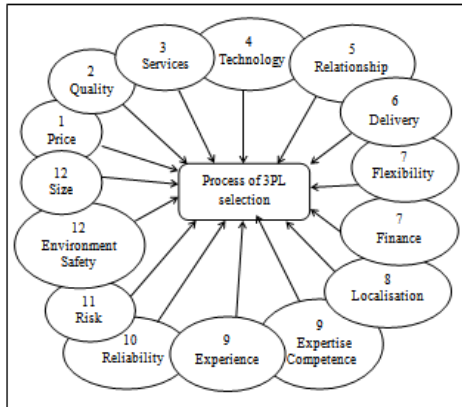 3
Services
4
Technology
5
Relationship
2
Quality
6
Delivery
1
Price
7
Flexibility
Process of 3PL
selection
12
Size
7
Finance
12
Environment
Safety
8
Localisation
11
Risk
10
Reliability
9
Experience
9
Expertise
Competence